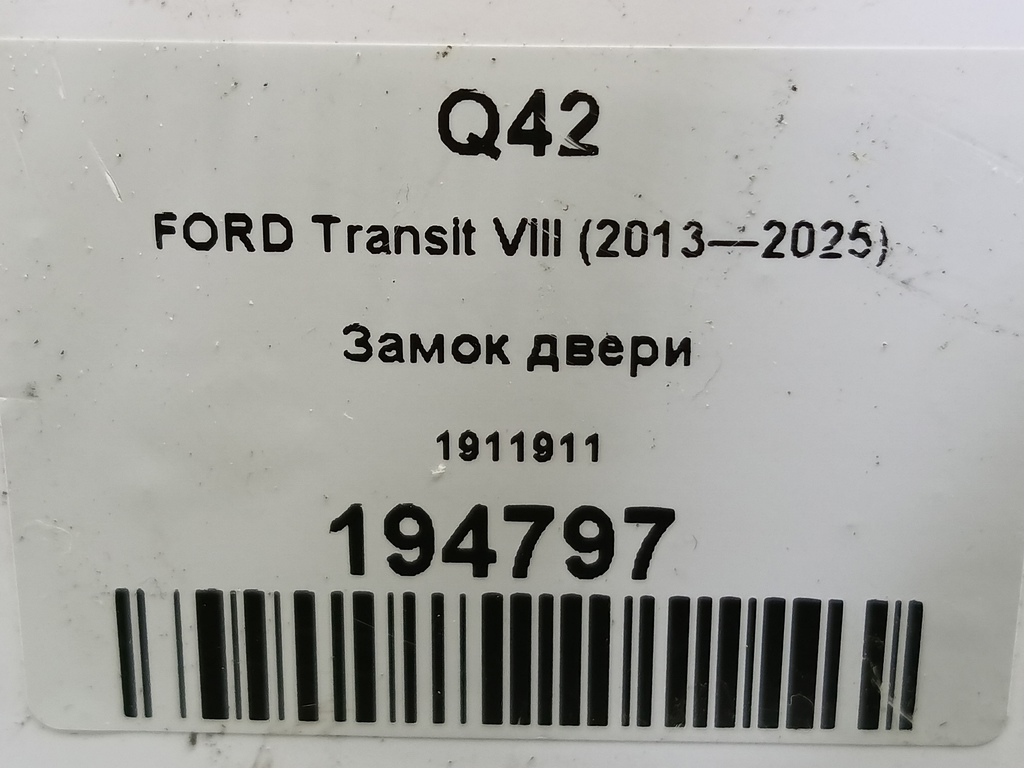 Q42
FORD Transit VIII (2013—2025)
Замок двери
1911911
194797